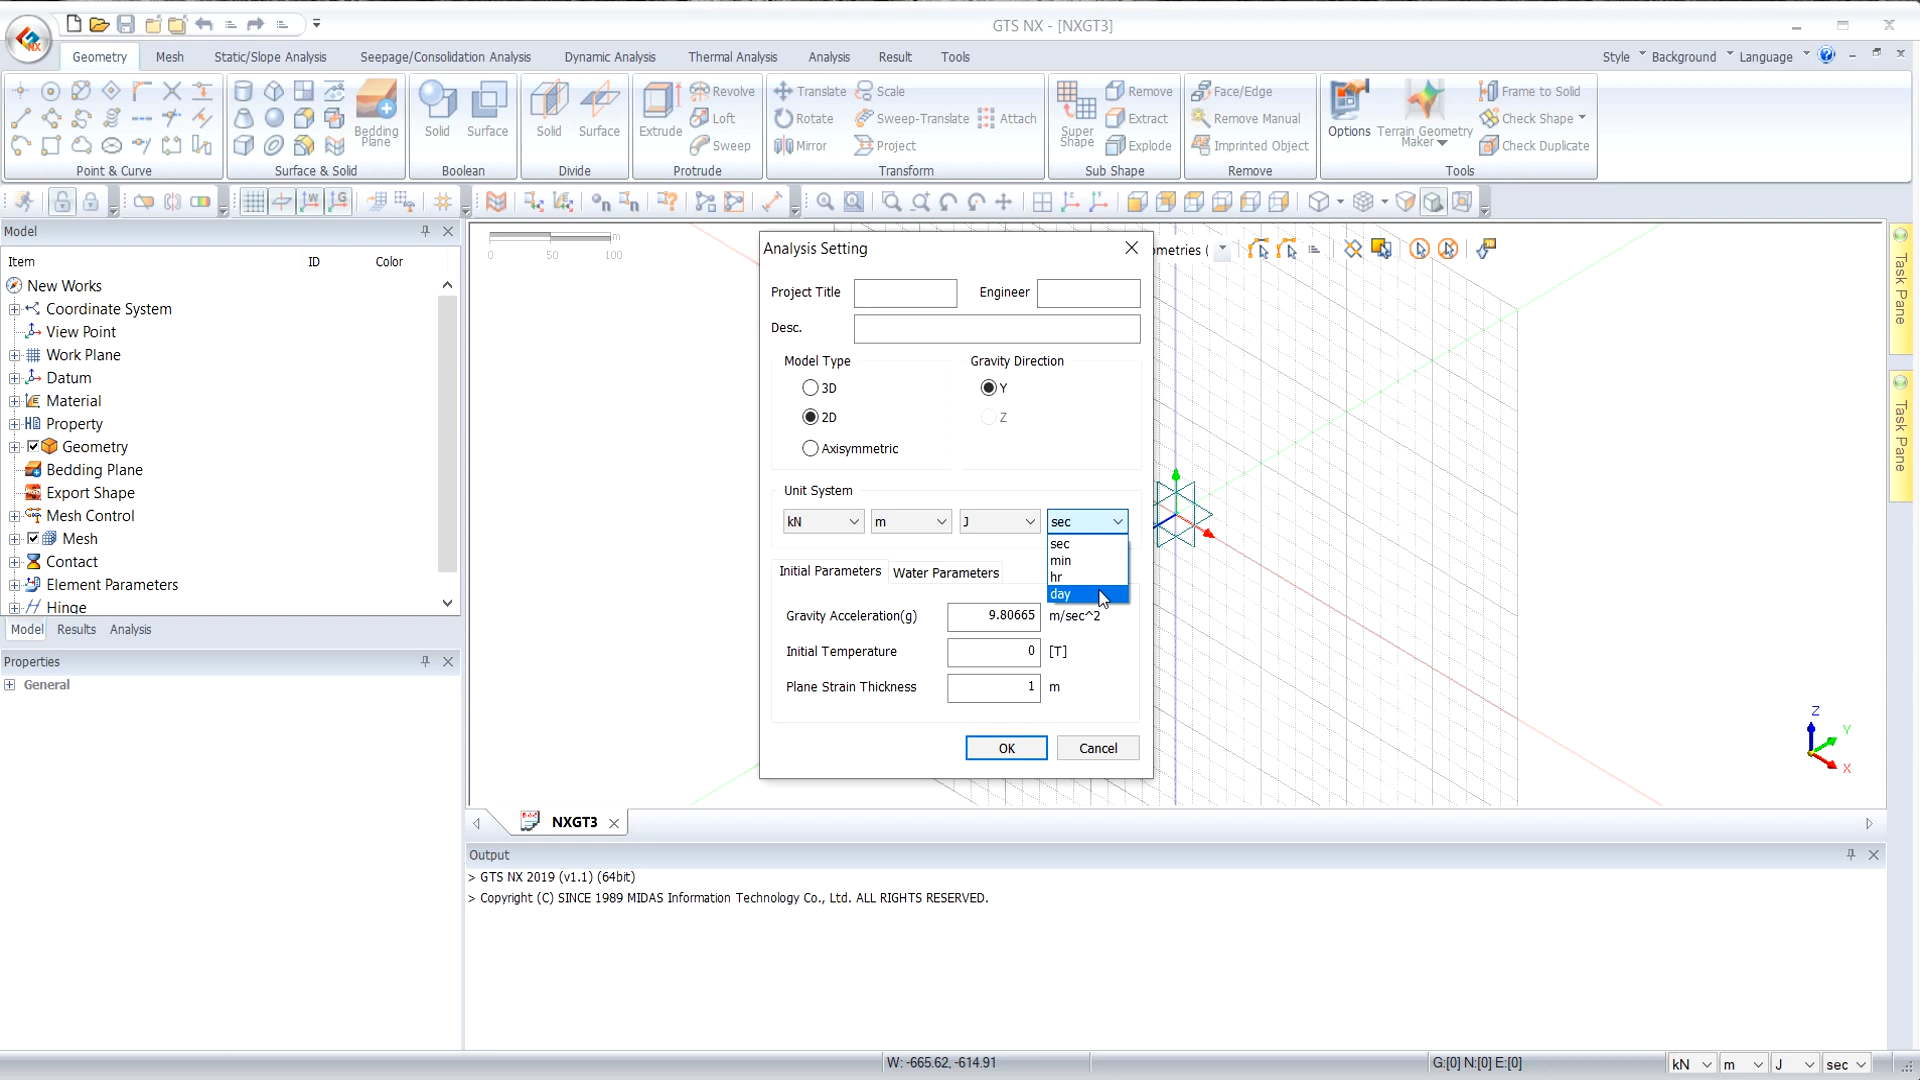 GTS NX - [NXGT3]
Geometry Mesh Static/Slope Analysis Seepage/Consolidation Analysis Dynamic Analysis Thermal Analysis Analysis Result Tools
Style Background Language
Bedding Plane
Solid Surface
Solid Surface
Extrude Revolve Loft Sweep
Translate Scale
Rotate Sweep-Translate Attach
Mirror Project
Super Shape Remove Extract Explode
Face/Edge
Remove Manual
Imprinted Object
Options Terrain Geometry Maker
Frame to Solid
Check Shape
Check Duplicate
Point & Curve Surface & Solid Boolean Divide Protrude Transform Sub Shape Remove Tools
Model
Item ID Color
New Works
Coordinate System
View Point
Work Plane
Datum
Material
Property
Geometry
Bedding Plane
Export Shape
Mesh Control
Mesh
Contact
Element Parameters
Hinge
Model Results Analysis
Properties
General
m
0 50 100
ometries (
Analysis Setting
Project Title Engineer
Desc.
Model Type Gravity Direction
3D Y
2D Z
Axisymmetric
Unit System
kN m J sec
sec
min
hr
day
Initial Parameters Water Parameters
Gravity Acceleration(g) 9.80665 m/sec^2
Initial Temperature 0 [T]
Plane Strain Thickness 1 m
OK Cancel
Z
Y
X
Task Pane
Task Pane
NXGT3
Output
> GTS NX 2019 (v1.1) (64bit)
> Copyright (C) SINCE 1989 MIDAS Information Technology Co., Ltd. ALL RIGHTS RESERVED.
W: -665.62, -614.91 G:[0] N:[0] E:[0] kN m J sec